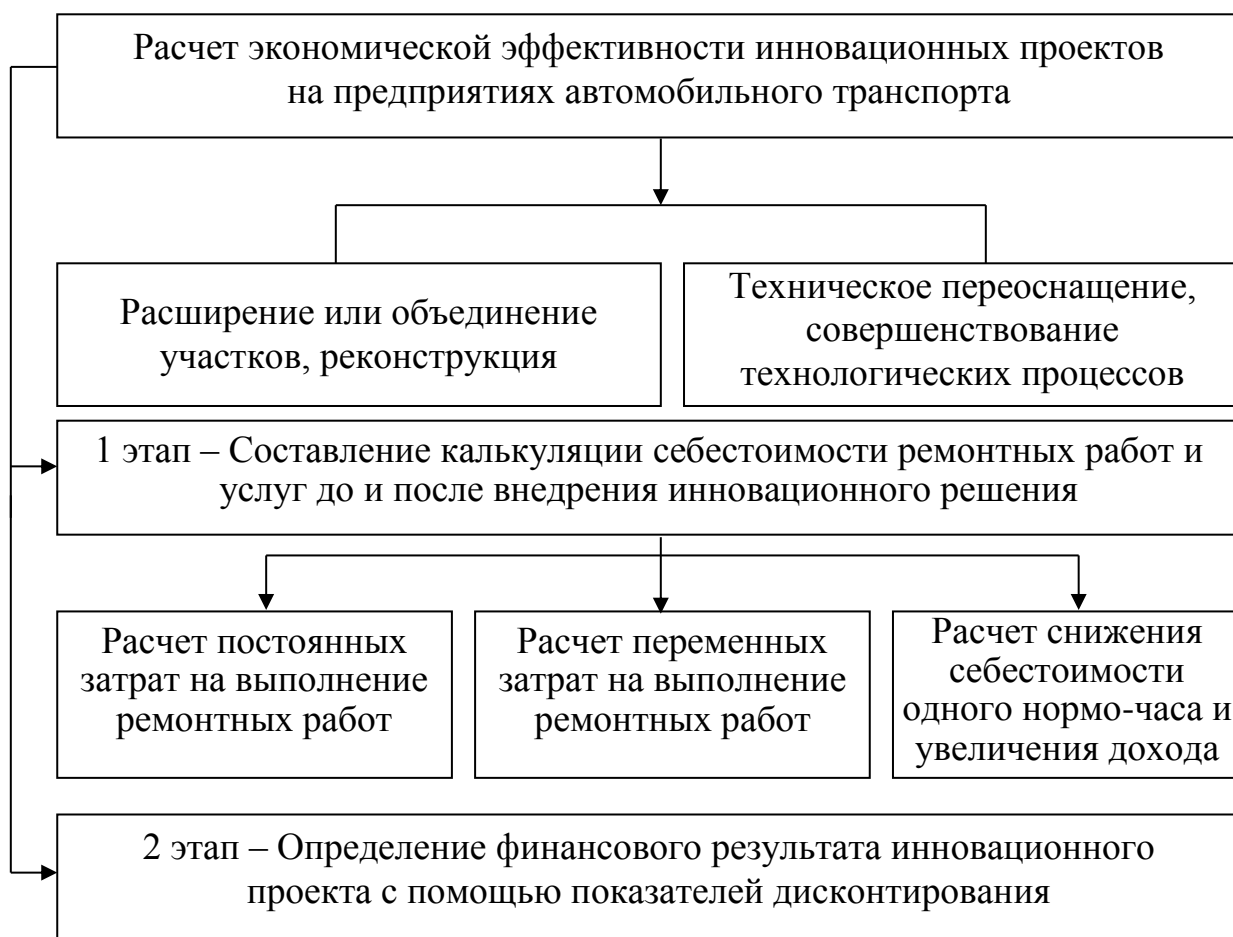 Расчет экономической эффективности инновационных проектов
на предприятиях автомобильного транспорта
Расширение или объединение
участков, реконструкция
Техническое переоснащение,
совершенствование
технологических процессов
1 этап – Составление калькуляции себестоимости ремонтных работ и
услуг до и после внедрения инновационного решения
Расчет постоянных
затрат на выполнение
ремонтных работ
Расчет переменных
затрат на выполнение
ремонтных работ
Расчет снижения
себестоимости
одного нормо-часа и
увеличения дохода
2 этап – Определение финансового результата инновационного
проекта с помощью показателей дисконтирования